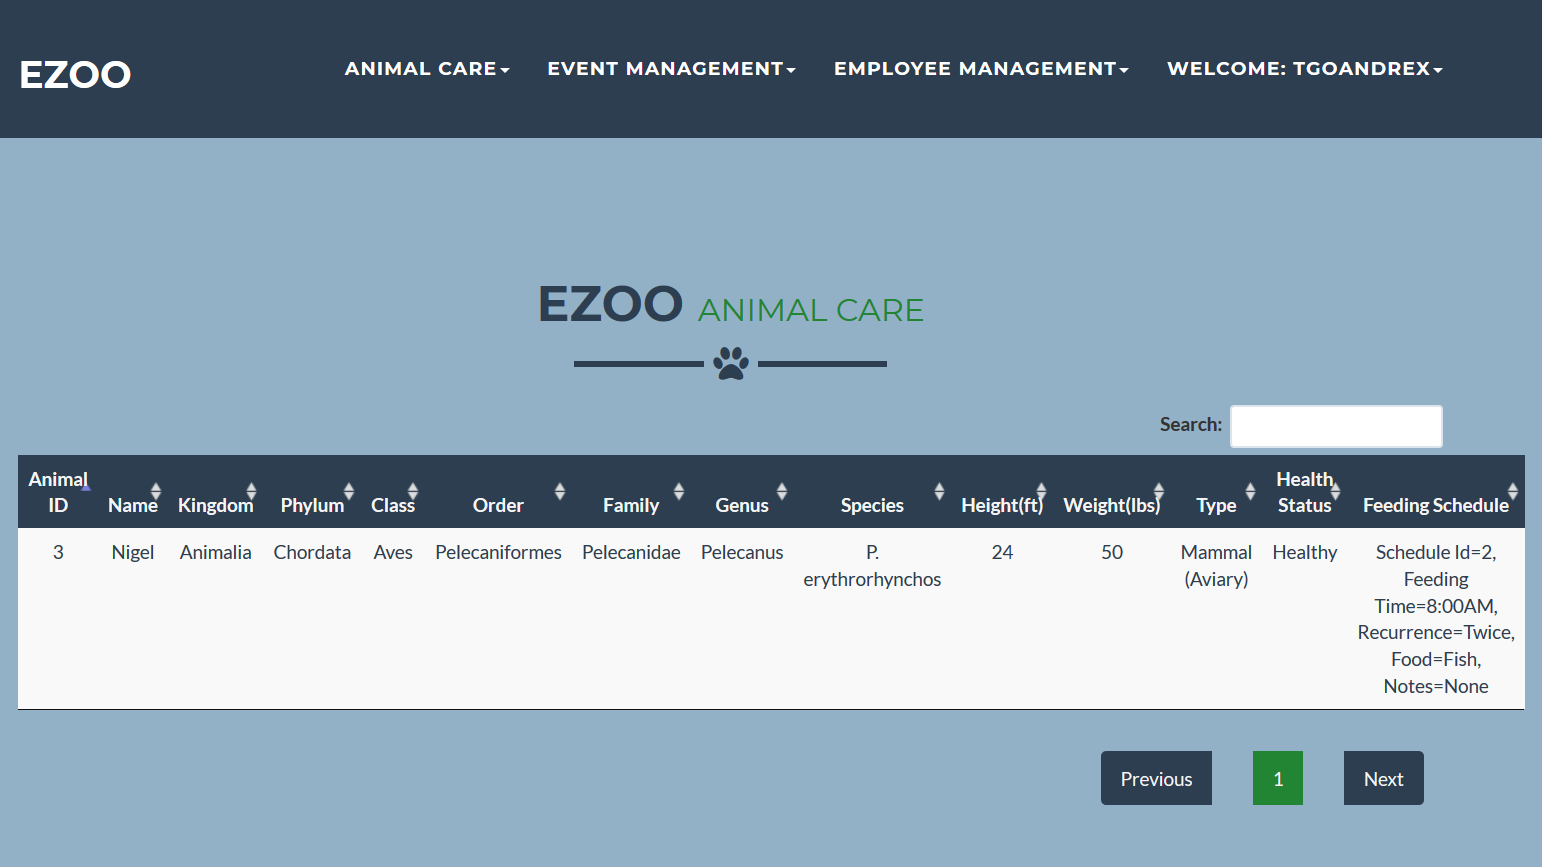 EZOO
ANIMAL CARE EVENT MANAGEMENT EMPLOYEE MANAGEMENT WELCOME: TGOANDREX
EZOO ANIMAL CARE
Search:
Animal ID Name Kingdom Phylum Class Order Family Genus Species Height(ft) Weight(lbs) Type Health Status Feeding Schedule
3 Nigel Animalia Chordata Aves Pelecaniformes Pelecanidae Pelecanus P. erythrorhynchos 24 50 Mammal (Aviary) Healthy Schedule Id=2,
Feeding
Time=8:00AM,
Recurrence=Twice,
Food=Fish,
Notes=None
Previous 1 Next